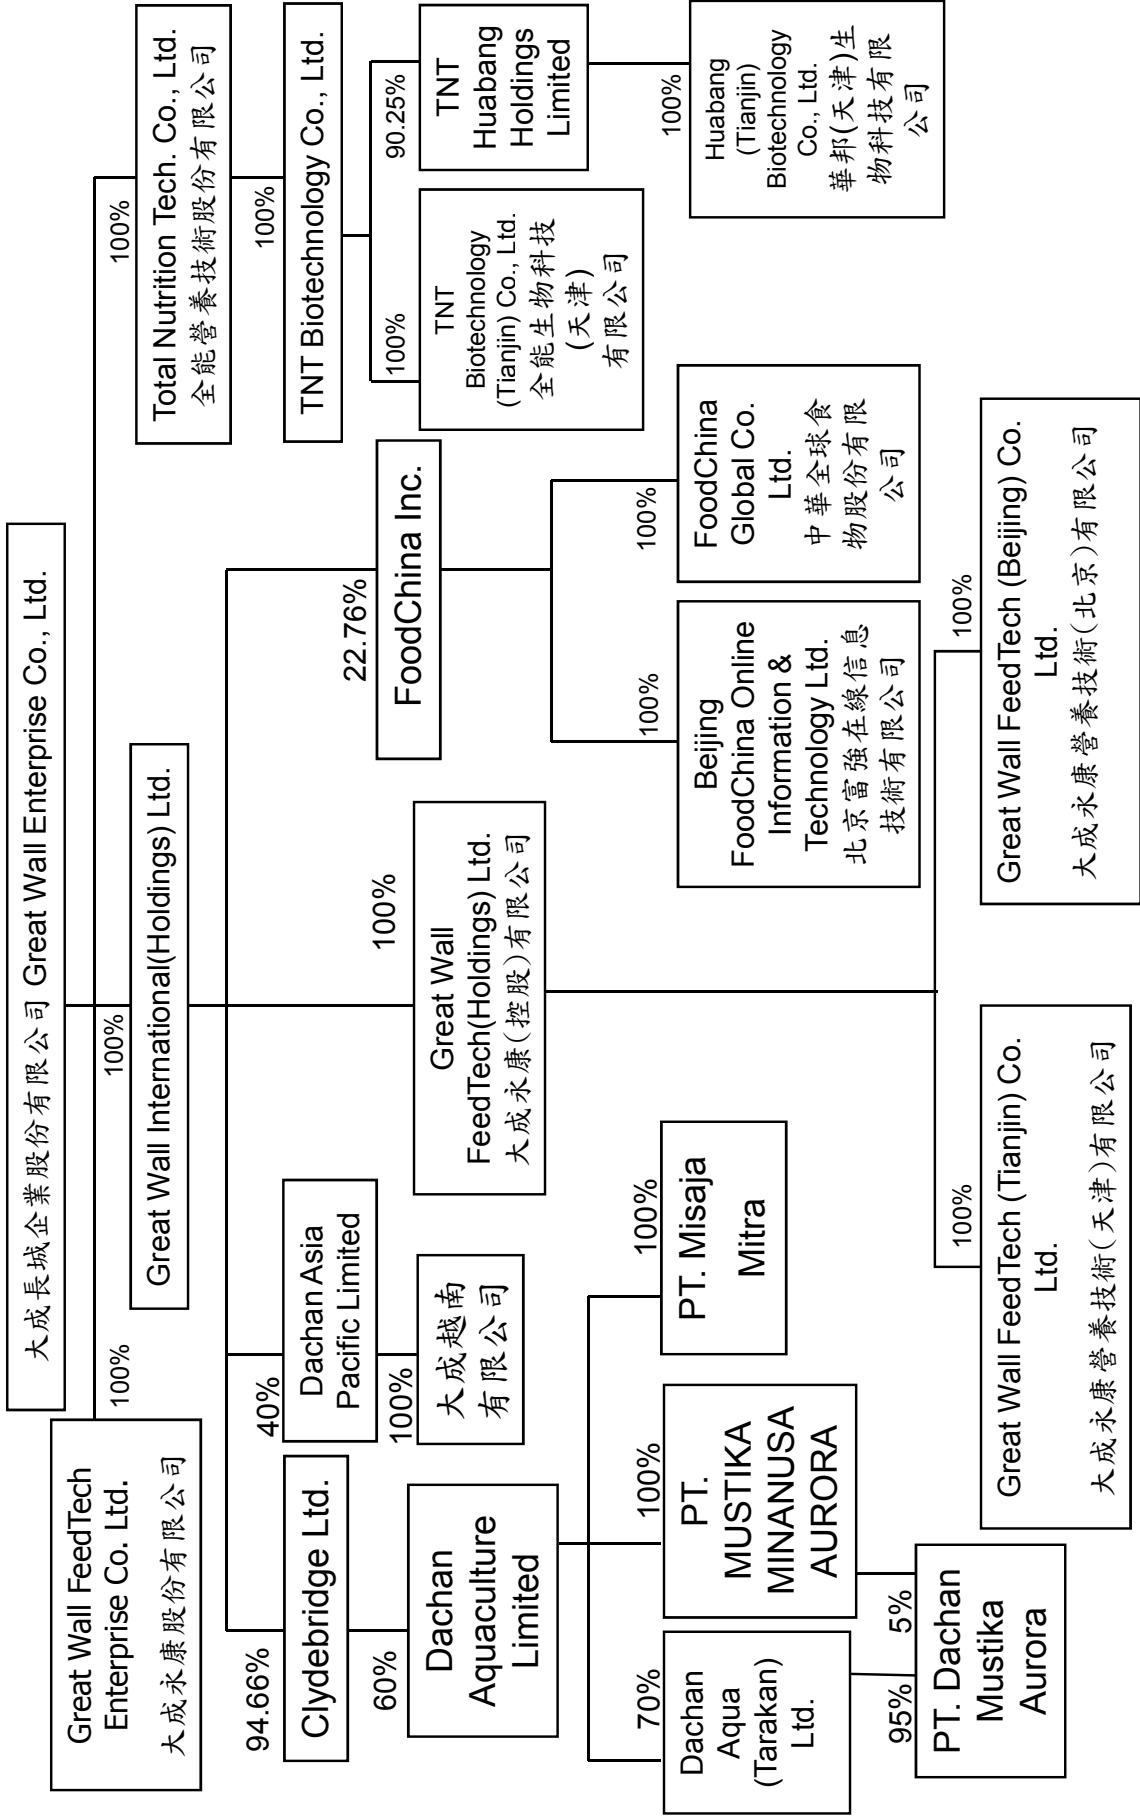 大成長城企業股份有限公司 Great Wall Enterprise Co., Ltd.
100%
Great Wall FeedTech
Enterprise Co. Ltd.
大成永康股份有限公司
100%
Great Wall International(Holdings) Ltd.
100%
Total Nutrition Tech. Co., Ltd.
全能營養技術股份有限公司
94.66%
Clydebridge Ltd.
40%
Dachan Asia
Pacific Limited
100%
Great Wall
FeedTech(Holdings) Ltd.
大成永康(控股)有限公司
22.76%
FoodChina Inc.
100%
TNT Biotechnology Co., Ltd.
60%
Dachan
Aquaculture
Limited
100%
大成越南
有限公司
100%
TNT
Biotechnology
(Tianjin) Co., Ltd.
全能生物科技
(天津)
有限公司
90.25%
TNT
Huabang
Holdings
Limited
70%
Dachan
Aqua
(Tarakan)
Ltd.
100%
PT.
MUSTIKA
MINANUSA
AURORA
100%
PT. Misaja
Mitra
100%
Beijing
FoodChina Online
Information &
Technology Ltd.
北京富強在線信息
技術有限公司
100%
FoodChina
Global Co.
Ltd.
中華全球食
物股份有限
公司
100%
Huabang
(Tianjin)
Biotechnology
Co., Ltd.
華邦(天津)生
物科技有限
公司
95%
5%
PT. Dachan
Mustika
Aurora
100%
Great Wall FeedTech (Tianjin) Co.
Ltd.
大成永康營養技術(天津)有限公司
100%
Great Wall FeedTech (Beijing) Co.
Ltd.
大成永康營養技術(北京)有限公司